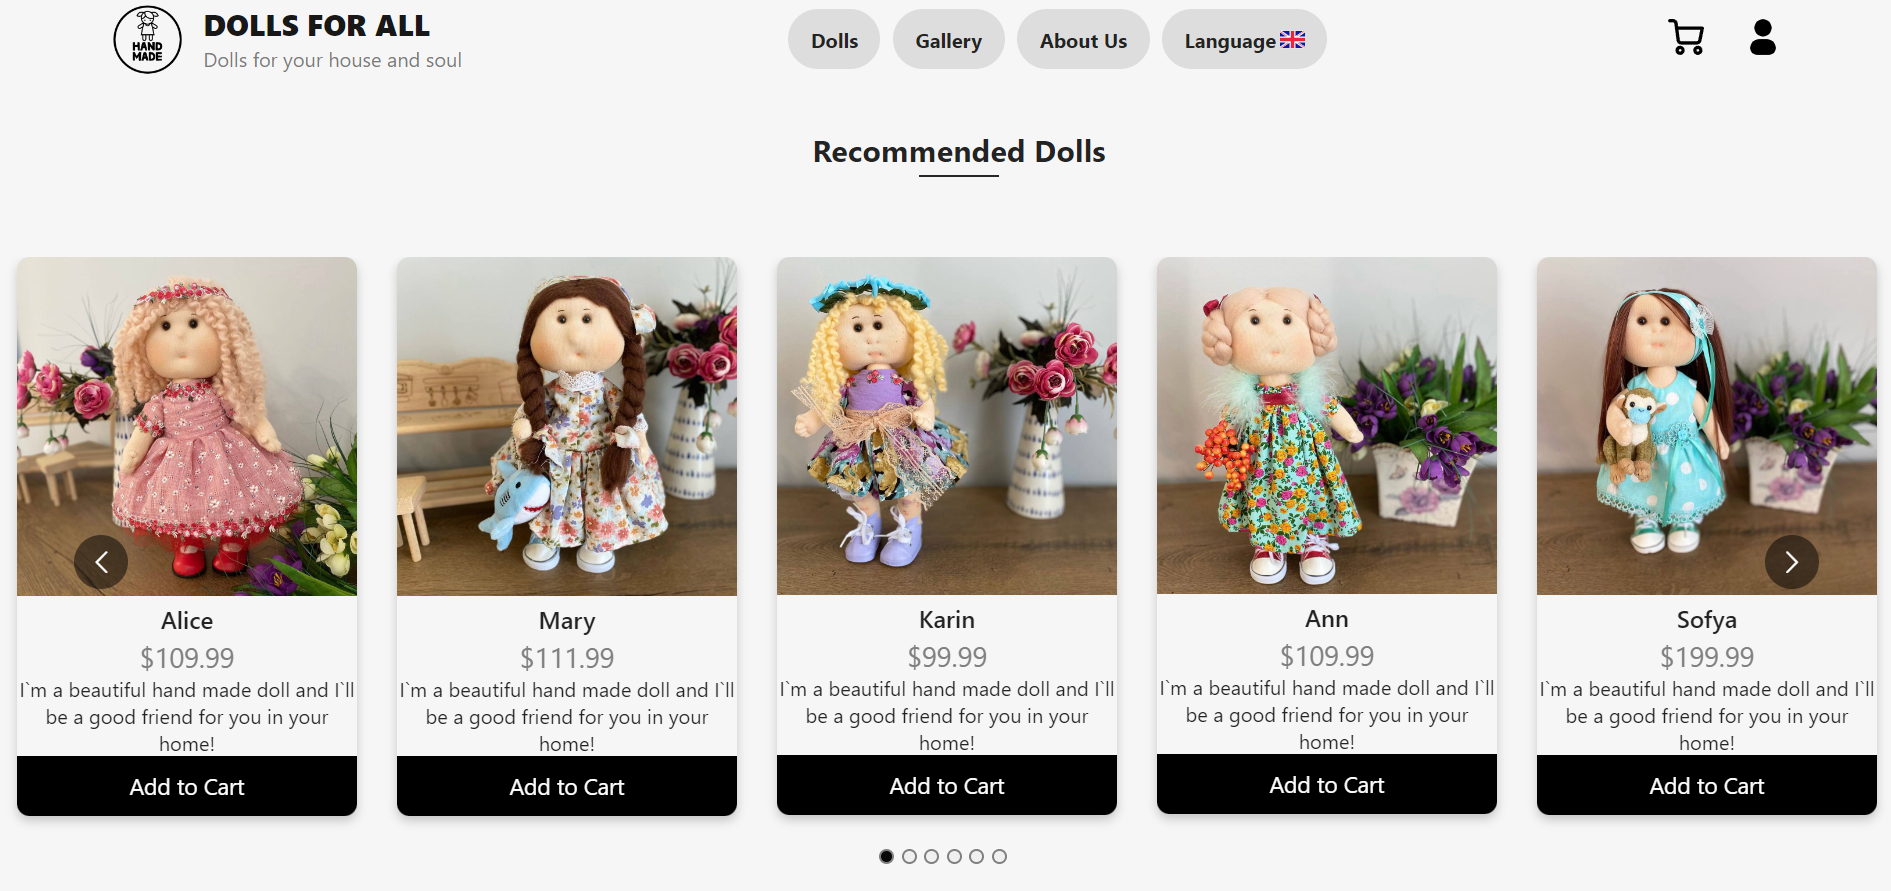 HAND
MADE
DOLLS FOR ALL
Dolls for your house and soul
Dolls
Gallery
About Us
Language
Recommended Dolls
Alice
$109.99
I`m a beautiful hand made doll and I`ll
be a good friend for you in your
home!
Add to Cart
Mary
$111.99
I`m a beautiful hand made doll and I`ll
be a good friend for you in your
home!
Add to Cart
Karin
$99.99
I`m a beautiful hand made doll and I`ll
be a good friend for you in your
home!
Add to Cart
Ann
$109.99
I`m a beautiful hand made doll and I`ll
be a good friend for you in your
home!
Add to Cart
Sofya
$199.99
I`m a beautiful hand made doll and I`ll
be a good friend for you in your
home!
Add to Cart